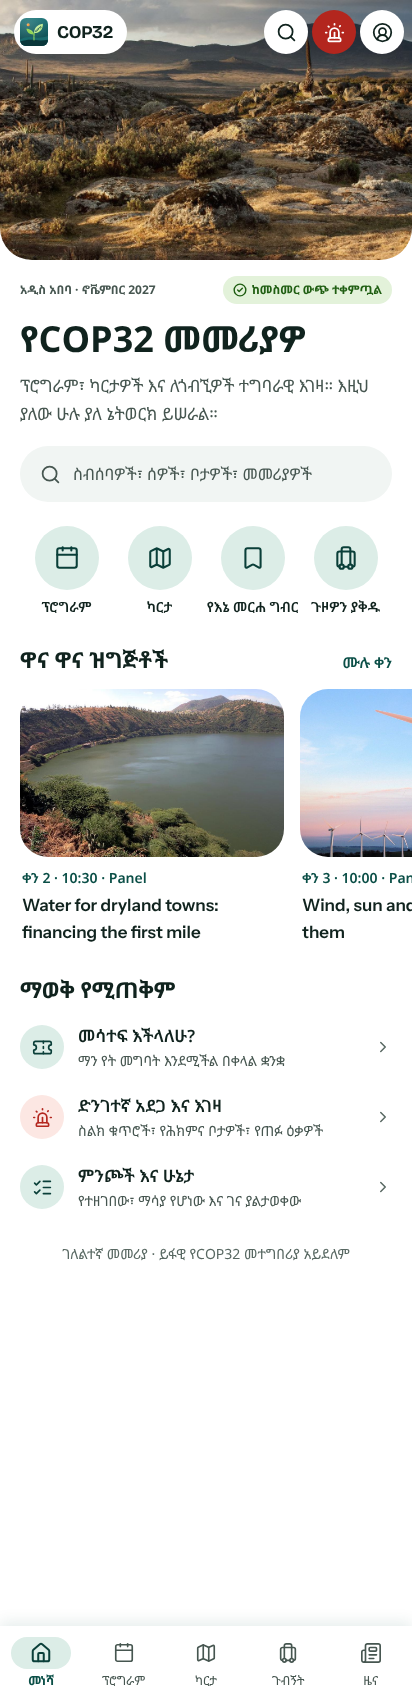 COP32
አዲስ አበባ · ኖቬምበር 2027
ከመስመር ውጭ ተቀምጧል
የCOP32 መመሪያዎ
ፕሮግራም፣ ካርታዎች እና ለጎብኚዎች ተግባራዊ እገዛ። እዚህ
ያለው ሁሉ ያለ ኔትወርክ ይሠራል።
ስብሰባዎች፣ ሰዎች፣ ቦታዎች፣ መመሪያዎች
ፕሮግራም
ካርታ
የእኔ መርሐ ግብር
ጉዞዎን ያቅዱ
ዋና ዋና ዝግጅቶች
ሙሉ ቀን
ቀን 2 · 10:30 · Panel
Water for dryland towns:
financing the first mile
ቀን 3 · 10:00 · Pan
Wind, sun and
them
ማወቅ የሚጠቅም
መሳተፍ እችላለሁ?
ማን የት መግባት እንደሚችል በቀላል ቋንቋ
ድንገተኛ አደጋ እና እገዛ
ስልክ ቁጥሮች፣ የሕክምና ቦታዎች፣ የጠፉ ዕቃዎች
ምንጮች እና ሁኔታ
የተዘገበው፣ ማሳያ የሆነው እና ገና ያልታወቀው
ገለልተኛ መመሪያ · ይፋዊ የCOP32 መተግበሪያ አይደለም
መነሻ
ፕሮግራም
ካርታ
ጉብኝት
ዜና